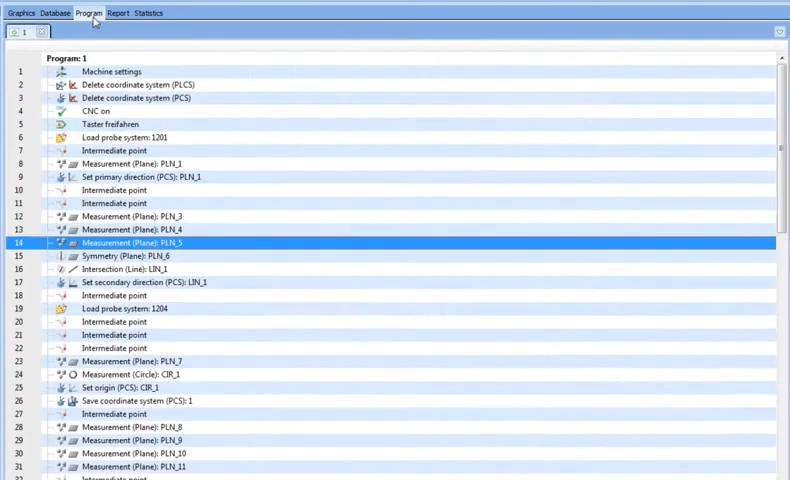 Graphics Database Program Report Statistics
1
Program: 1
1 Machine settings
2 Delete coordinate system (PLCS)
3 Delete coordinate system (PCS)
4 CNC on
5 Taster freifahren
6 Load probe system: 1201
7 Intermediate point
8 Measurement (Plane): PLN_1
9 Set primary direction (PCS): PLN_1
10 Intermediate point
11 Intermediate point
12 Measurement (Plane): PLN_3
13 Measurement (Plane): PLN_4
14 Measurement (Plane): PLN_5
15 Symmetry (Plane): PLN_6
16 Intersection (Line): LIN_1
17 Set secondary direction (PCS): LIN_1
18 Intermediate point
19 Load probe system: 1204
20 Intermediate point
21 Intermediate point
22 Intermediate point
23 Measurement (Plane): PLN_7
24 Measurement (Circle): CIR_1
25 Set origin (PCS): CIR_1
26 Save coordinate system (PCS): 1
27 Intermediate point
28 Measurement (Plane): PLN_8
29 Measurement (Plane): PLN_9
30 Measurement (Plane): PLN_10
31 Measurement (Plane): PLN_11
32 Intermediate point